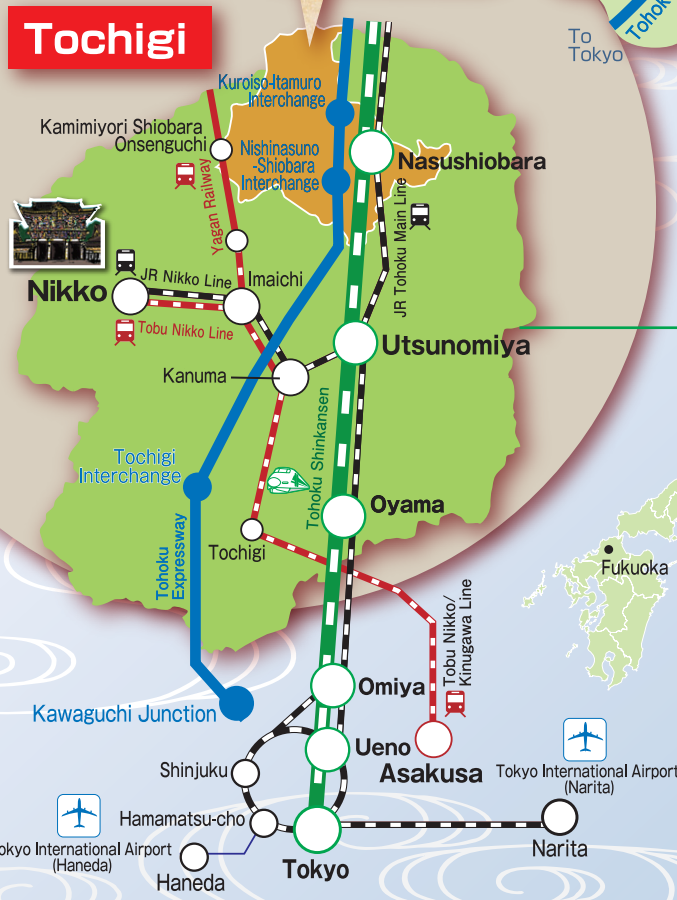 Tochigi
To
Tokyo
Tohoku
Kuroiso-Itamuro
Interchange
Kamimiyori Shiobara
Onsenguchi
Nishinasuno
-Shiobara
Interchange
Nasushiobara
Yagan Railway
JR Tohoku Main Line
JR Nikko Line
Imaichi
Nikko
Tobu Nikko Line
Utsunomiya
Kanuma
Tohoku Shinkansen
Tochigi
Interchange
Oyama
Tohoku
Expressway
Tochigi
Fukuoka
Tobu Nikko/
Kinugawa Line
Omiya
Kawaguchi Junction
Ueno
Asakusa
Shinjuku
Tokyo International Airport
(Narita)
Hamamatsu-cho
okyo International Airport
(Haneda)
Tokyo
Narita
Haneda